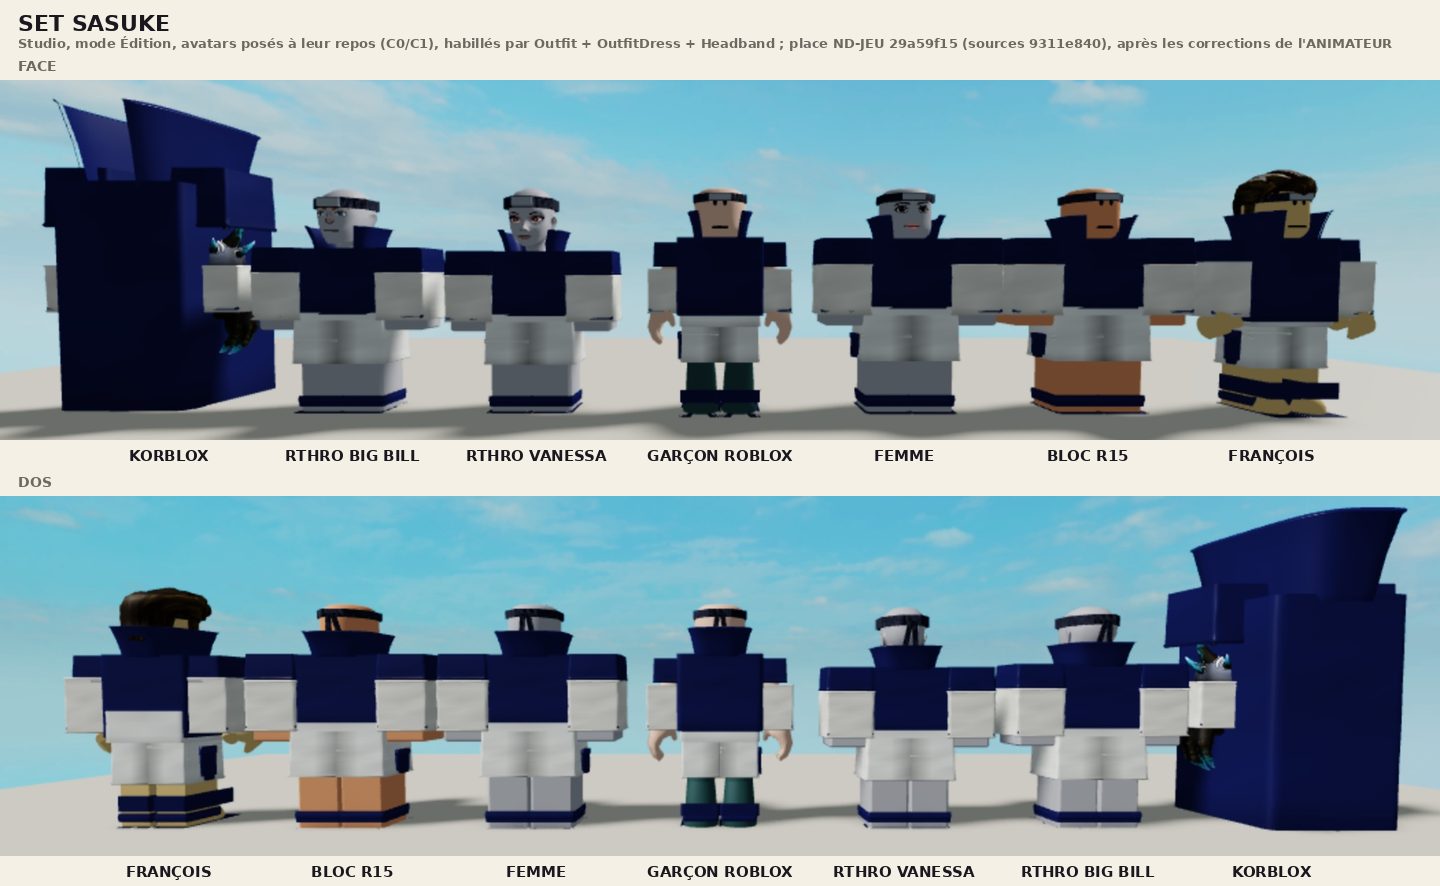 SET SASUKE
Studio, mode Édition, avatars posés à leur repos (C0/C1), habillés par Outfit + OutfitDress + Headband ; place ND-JEU 29a59f15 (sources 9311e840), après les corrections de l'ANIMATEUR
FACE
KORBLOX RTHRO BIG BILL RTHRO VANESSA GARÇON ROBLOX FEMME BLOC R15 FRANÇOIS
DOS
FRANÇOIS BLOC R15 FEMME GARÇON ROBLOX RTHRO VANESSA RTHRO BIG BILL KORBLOX